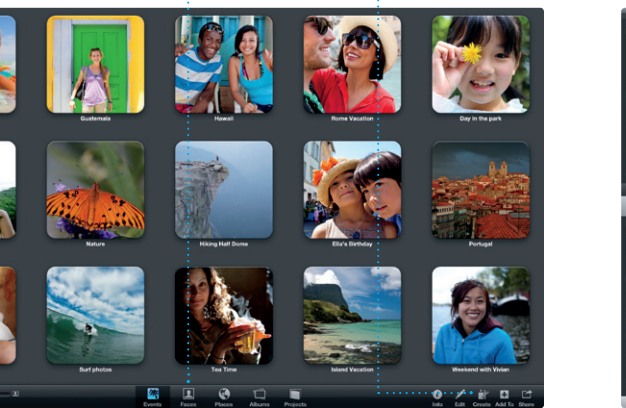 Guatemala
Hawaii
Rome Vacation
Day in the park
Nature
Hiking Half Dome
Ella's Birthday
Portugal
Surf photos
Tea Time
Island Vacation
Weekend with Vivian
Events Faces Places Albums Projects Info Edit Create Add To Share